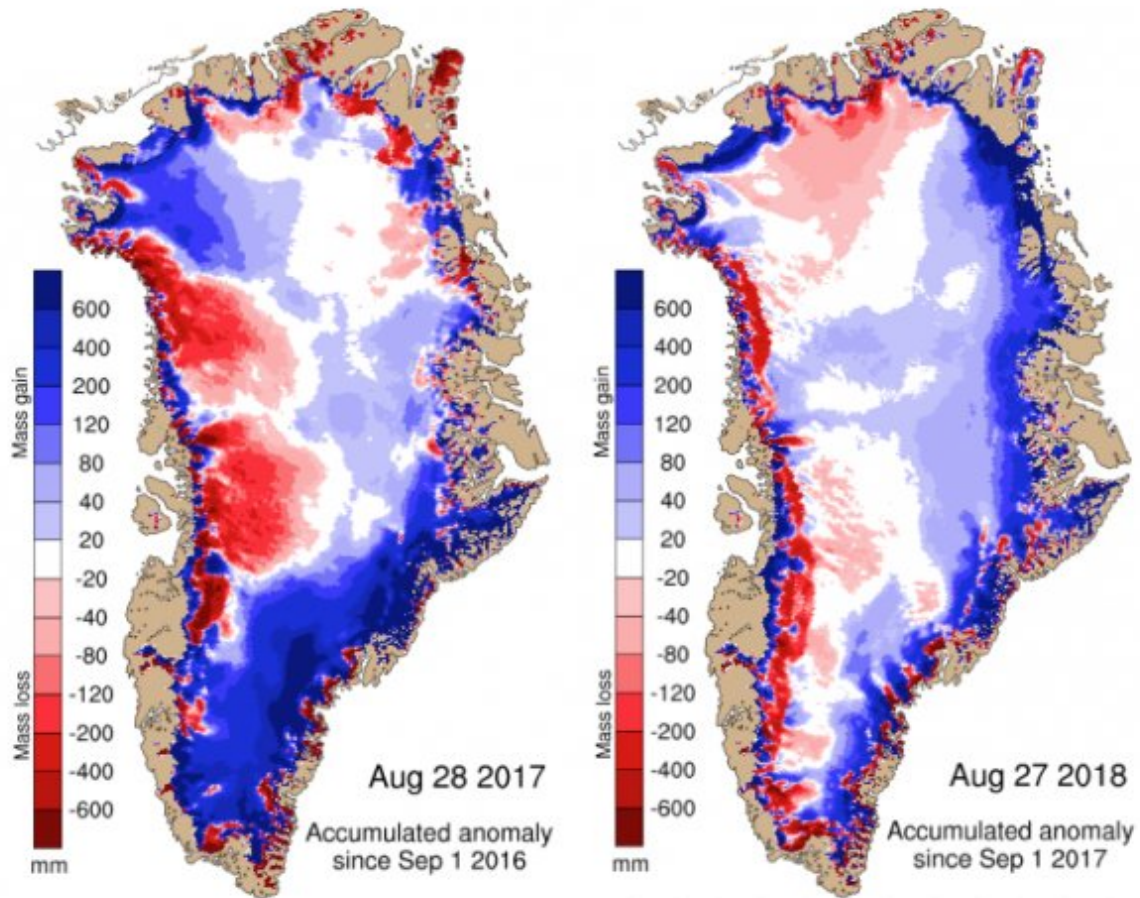 600
400
200
120
80
40
20
-20
-40
-80
-120
-200
-400
-600
mm
Mass gain
Mass loss
Aug 28 2017
Accumulated anomaly
since Sep 1 2016
600
400
200
120
80
40
20
-20
-40
-80
-120
-200
-400
-600
mm
Mass gain
Mass loss
Aug 27 2018
Accumulated anomaly
since Sep 1 2017